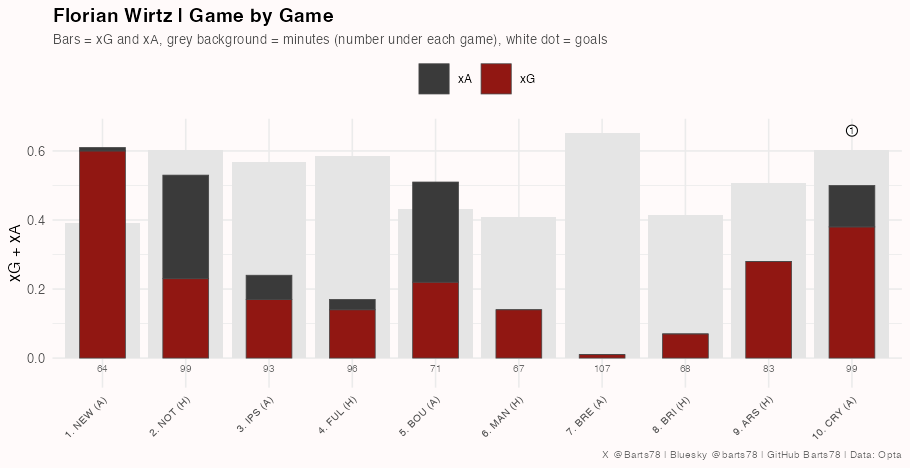 Florian Wirtz | Game by Game
Bars = xG and xA, grey background = minutes (number under each game), white dot = goals
xA xG
1
0.6
0.4
0.2
0.0
xG + xA
64 99 93 96 71 67 107 68 83 99
1. NEW (A) 2. NOT (H) 3. IPS (A) 4. FUL (H) 5. BOU (A) 6. MAN (H) 7. BRE (A) 8. BRI (H) 9. ARS (H) 10. CRY (A)
X @Barts78 | Bluesky @barts78 | GitHub Barts78 | Data: Opta